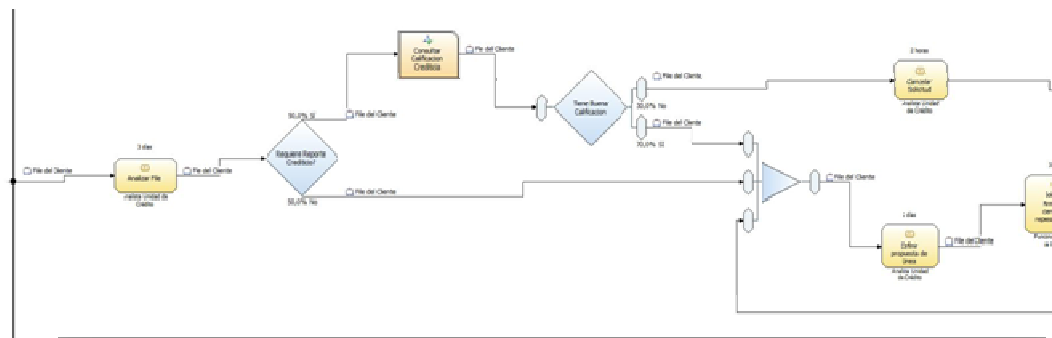 File del Cliente
3 días
Analizar File
Analista Unidad de
Crédito
File del Cliente
Requiere Reporte
Crediticio?
50,0% Sí
File del Cliente
50,0% No
File del Cliente
Consultar
Calificacion
Crediticia
File del Cliente
Tiene Buena
Calificacion
File del Cliente
30,0% No
File del Cliente
70,0% Sí
2 horas
Cancelar
Solicitud
Analista Unidad
de Crédito
File del Cliente
1 días
propuesta de
línea
Analista Unidad
de Crédito
File del Cliente